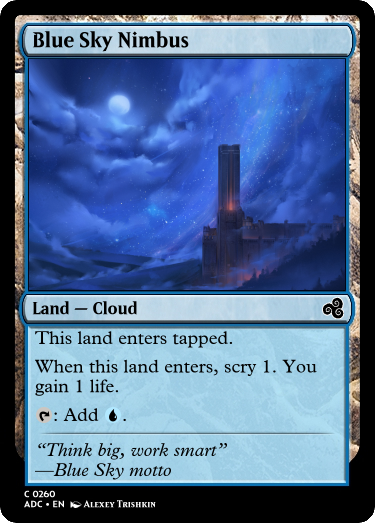 Blue Sky Nimbus
Land — Cloud
This land enters tapped.
When this land enters, scry 1. You
gain 1 life.
: Add .
“Think big, work smart”
—Blue Sky motto
C 0260
ADC • EN Alexey Trishkin